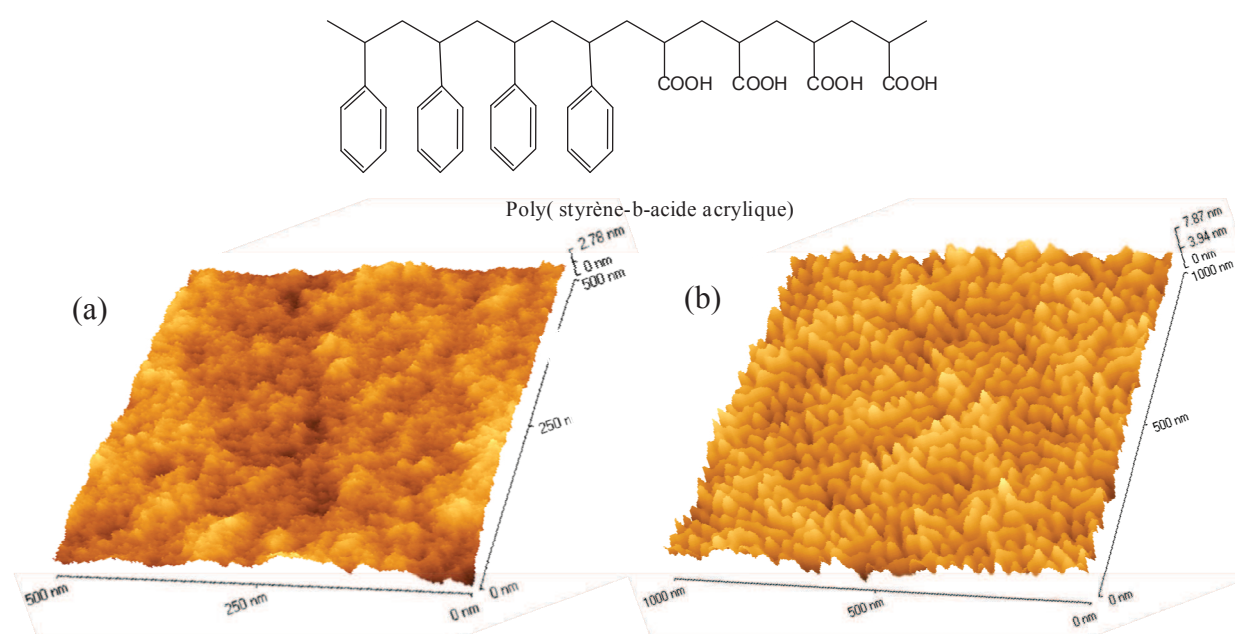 COOH COOH COOH COOH
Poly( styrène-b-acide acrylique)
(a)
2.78 nm
0 nm
500 nm
250 n
0 nm
500 nm
250 nm
0 nm
(b)
7.87 nm
3.94 nm
0 nm
1000 nm
500 nm
0 nm
1000 nm
500 nm
0 nm